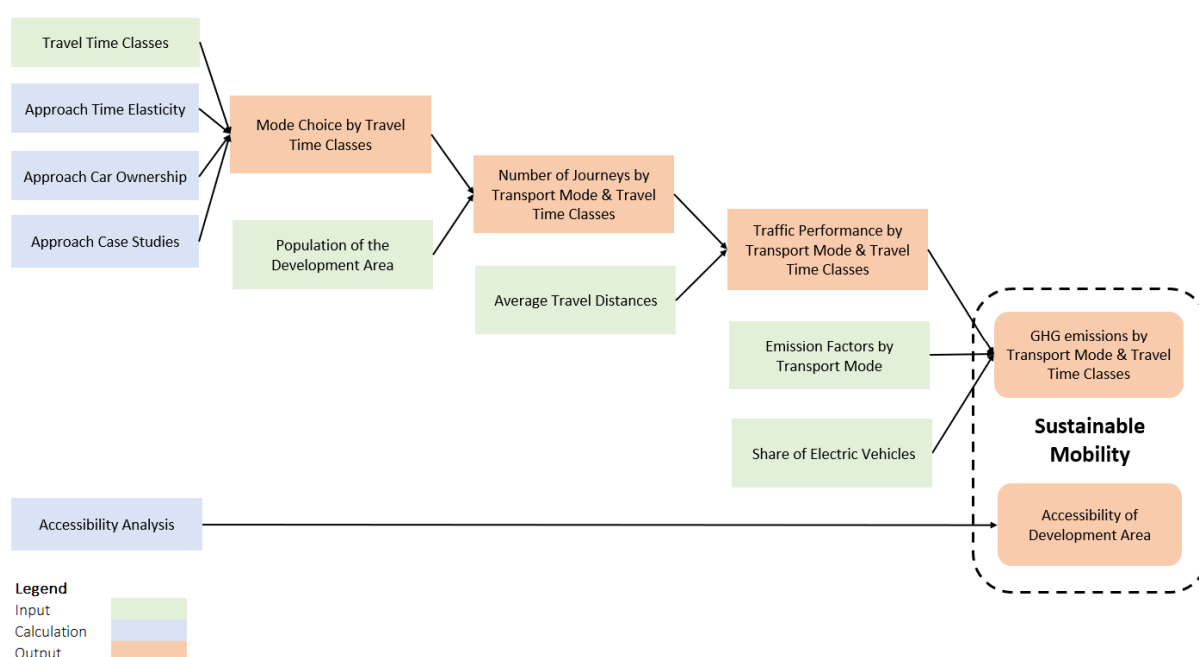 Travel Time Classes
Approach Time Elasticity
Approach Car Ownership
Approach Case Studies
Mode Choice by Travel
Time Classes
Population of the
Development Area
Number of Journeys by
Transport Mode & Travel
Time Classes
Average Travel Distances
Traffic Performance by
Transport Mode & Travel
Time Classes
Emission Factors by
Transport Mode
Share of Electric Vehicles
GHG emissions by
Transport Mode & Travel
Time Classes
Sustainable
Mobility
Accessibility Analysis
Accessibility of
Development Area
Legend
Input
Calculation
Output